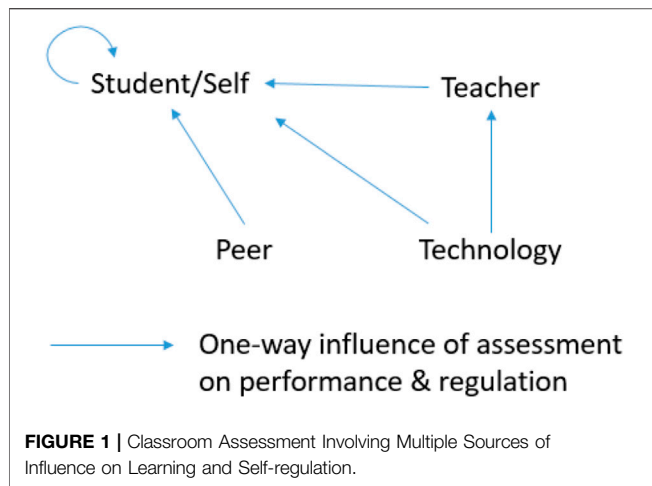 Student/Self
Teacher
Peer
Technology
One-way influence of assessment
on performance & regulation
FIGURE 1 | Classroom Assessment Involving Multiple Sources of
Influence on Learning and Self-regulation.